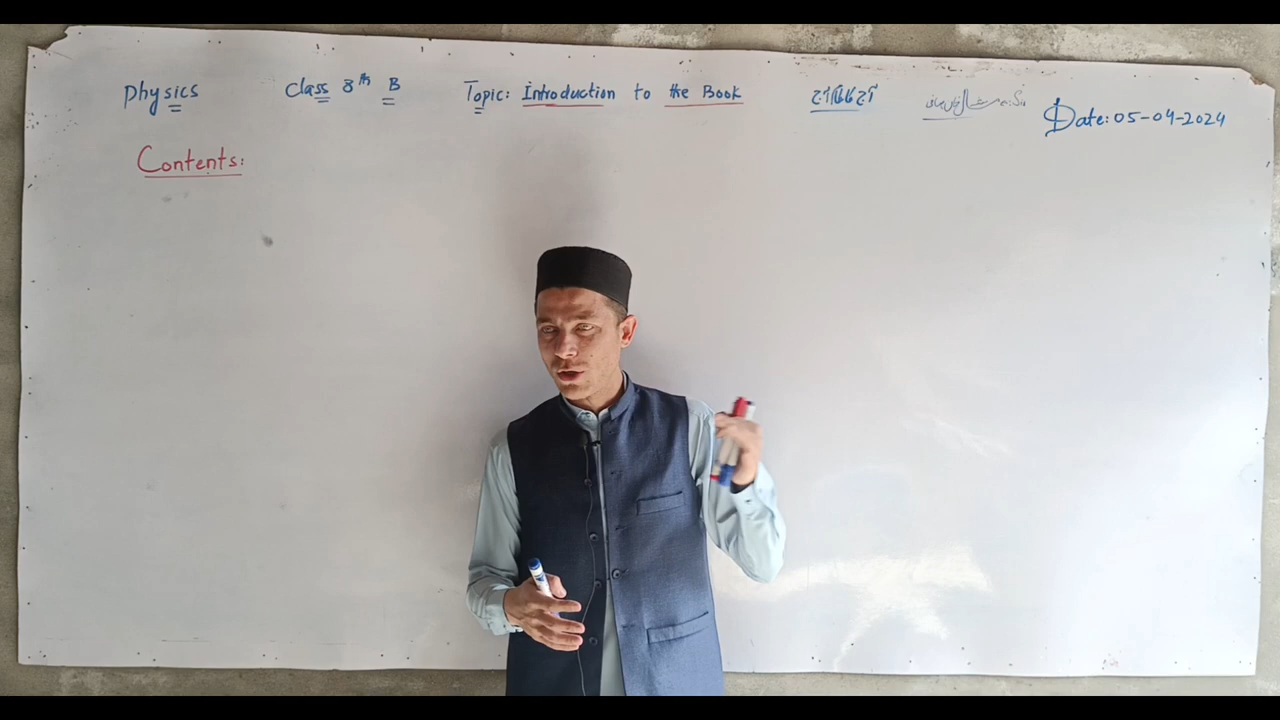 Physics Class 8th B Topic: Introduction to the Book
Date: 05-04-2024
Contents: